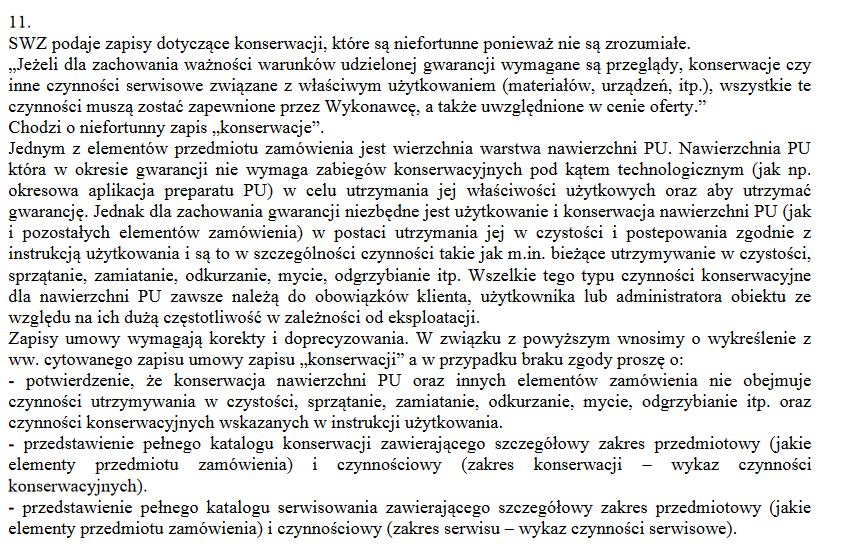 11.
SWZ podaje zapisy dotyczące konserwacji, które są niefortunne ponieważ nie są zrozumiałe.
„Jeżeli dla zachowania ważności warunków udzielonej gwarancji wymagane są przeglądy, konserwacje czy
inne czynności serwisowe związane z właściwym użytkowaniem (materiałów, urządzeń, itp.), wszystkie te
czynności muszą zostać zapewnione przez Wykonawcę, a także uwzględnione w cenie oferty.”
Chodzi o niefortunny zapis „konserwacje”.
Jednym z elementów przedmiotu zamówienia jest wierzchnia warstwa nawierzchni PU. Nawierzchnia PU
która w okresie gwarancji nie wymaga zabiegów konserwacyjnych pod kątem technologicznym (jak np.
okresowa aplikacja preparatu PU) w celu utrzymania jej właściwości użytkowych oraz aby utrzymać
gwarancję. Jednak dla zachowania gwarancji niezbędne jest użytkowanie i konserwacja nawierzchni PU (jak
i pozostałych elementów zamówienia) w postaci utrzymania jej w czystości i postepowania zgodnie z
instrukcją użytkowania i są to w szczególności czynności takie jak m.in. bieżące utrzymywanie w czystości,
sprzątanie, zamiatanie, odkurzanie, mycie, odgrzybianie itp. Wszelkie tego typu czynności konserwacyjne
dla nawierzchni PU zawsze należą do obowiązków klienta, użytkownika lub administratora obiektu ze
względu na ich dużą częstotliwość w zależności od eksploatacji.
Zapisy umowy wymagają korekty i doprecyzowania. W związku z powyższym wnosimy o wykreślenie z
ww. cytowanego zapisu umowy zapisu „konserwacji” a w przypadku braku zgody proszę o:
- potwierdzenie, że konserwacja nawierzchni PU oraz innych elementów zamówienia nie obejmuje
czynności utrzymywania w czystości, sprzątanie, zamiatanie, odkurzanie, mycie, odgrzybianie itp. oraz
czynności konserwacyjnych wskazanych w instrukcji użytkowania.
- przedstawienie pełnego katalogu konserwacji zawierającego szczegółowy zakres przedmiotowy (jakie
elementy przedmiotu zamówienia) i czynnościowy (zakres konserwacji – wykaz czynności
konserwacyjnych).
- przedstawienie pełnego katalogu serwisowania zawierającego szczegółowy zakres przedmiotowy (jakie
elementy przedmiotu zamówienia) i czynnościowy (zakres serwisu – wykaz czynności serwisowe).